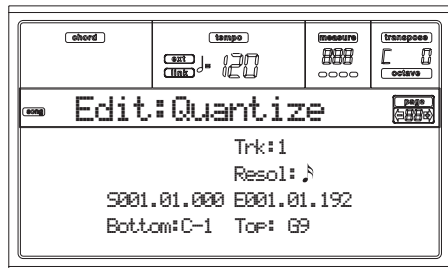 chord tempo measure transpose
ext link ♩= 120 888 C 0
octave
song Edit:Quantize page 88
Trk:1
Resol:♪
S001.01.000 E001.01.192
Bottom:C-1 Top: G9